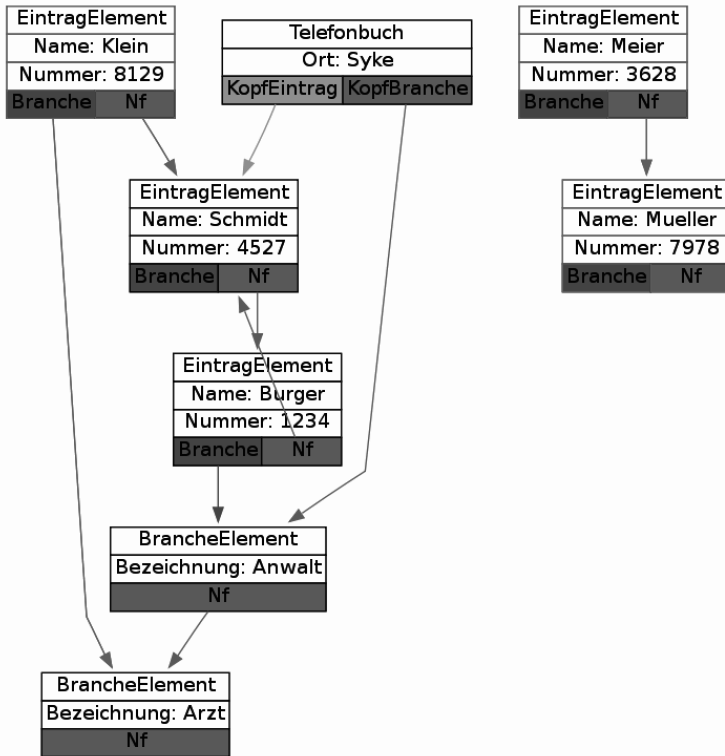 EintragElement
Name: Klein
Nummer: 8129
Branche Nf
Telefonbuch
Ort: Syke
KopfEintrag KopfBranche
EintragElement
Name: Meier
Nummer: 3628
Branche Nf
EintragElement
Name: Schmidt
Nummer: 4527
Branche Nf
EintragElement
Name: Mueller
Nummer: 7978
Branche Nf
EintragElement
Name: Burger
Nummer: 1234
Branche Nf
BrancheElement
Bezeichnung: Anwalt
Nf
BrancheElement
Bezeichnung: Arzt
Nf